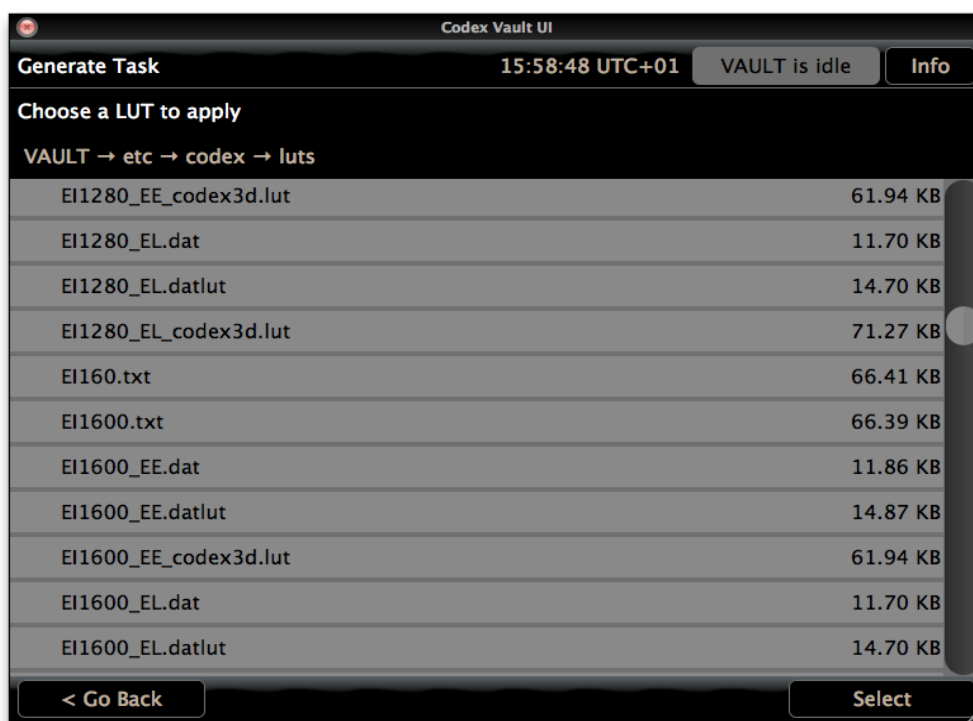 Codex Vault UI
Generate Task 15:58:48 UTC+01 VAULT is idle Info
Choose a LUT to apply
VAULT → etc → codex → luts
EI1280_EE_codex3d.lut 61.94 KB
EI1280_EL.dat 11.70 KB
EI1280_EL.datlut 14.70 KB
EI1280_EL_codex3d.lut 71.27 KB
EI160.txt 66.41 KB
EI1600.txt 66.39 KB
EI1600_EE.dat 11.86 KB
EI1600_EE.datlut 14.87 KB
EI1600_EE_codex3d.lut 61.94 KB
EI1600_EL.dat 11.70 KB
EI1600_EL.datlut 14.70 KB
< Go Back Select